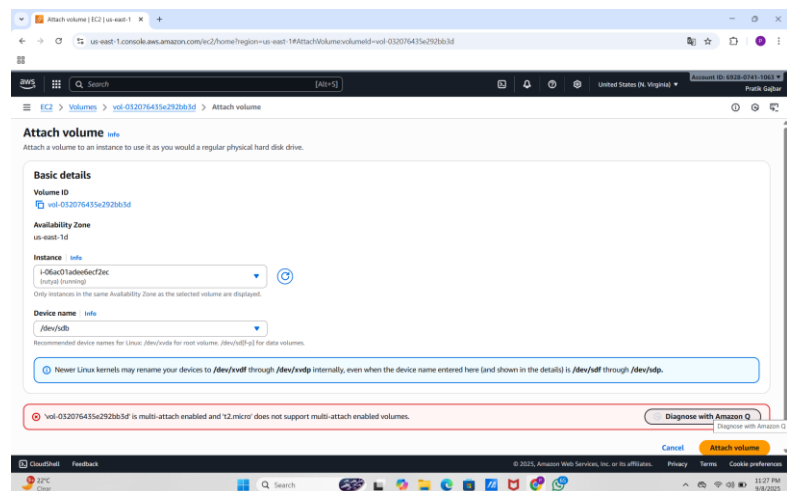 Attach volume | EC2 | us-east-1
us-east-1.console.aws.amazon.com/ec2/home?region=us-east-1#AttachVolume:volumeId=vol-032076435e292bb3d
aws
Search [Alt+S]
United States (N. Virginia)
Account ID: 6928-0741-1063
Pratik Gajbar
EC2 > Volumes > vol-032076435e292bb3d > Attach volume
Attach volume Info
Attach a volume to an instance to use it as you would a regular physical hard disk drive.
Basic details
Volume ID
vol-032076435e292bb3d
Availability Zone
us-east-1d
Instance Info
i-06ac01adee6ecf2ec
(rutya) (running)
Only instances in the same Availability Zone as the selected volume are displayed.
Device name Info
/dev/sdb
Recommended device names for Linux: /dev/xvda for root volume. /dev/sd[f-p] for data volumes.
Newer Linux kernels may rename your devices to /dev/xvdf through /dev/xvdp internally, even when the device name entered here (and shown in the details) is /dev/sdf through /dev/sdp.
'vol-032076435e292bb3d' is multi-attach enabled and 't2.micro' does not support multi-attach enabled volumes.
Diagnose with Amazon Q
Diagnose with Amazon Q
Cancel
Attach volume
CloudShell
Feedback
© 2025, Amazon Web Services, Inc. or its affiliates.
Privacy
Terms
Cookie preferences
22°C
Clear
Search
11:27 PM
9/8/2025